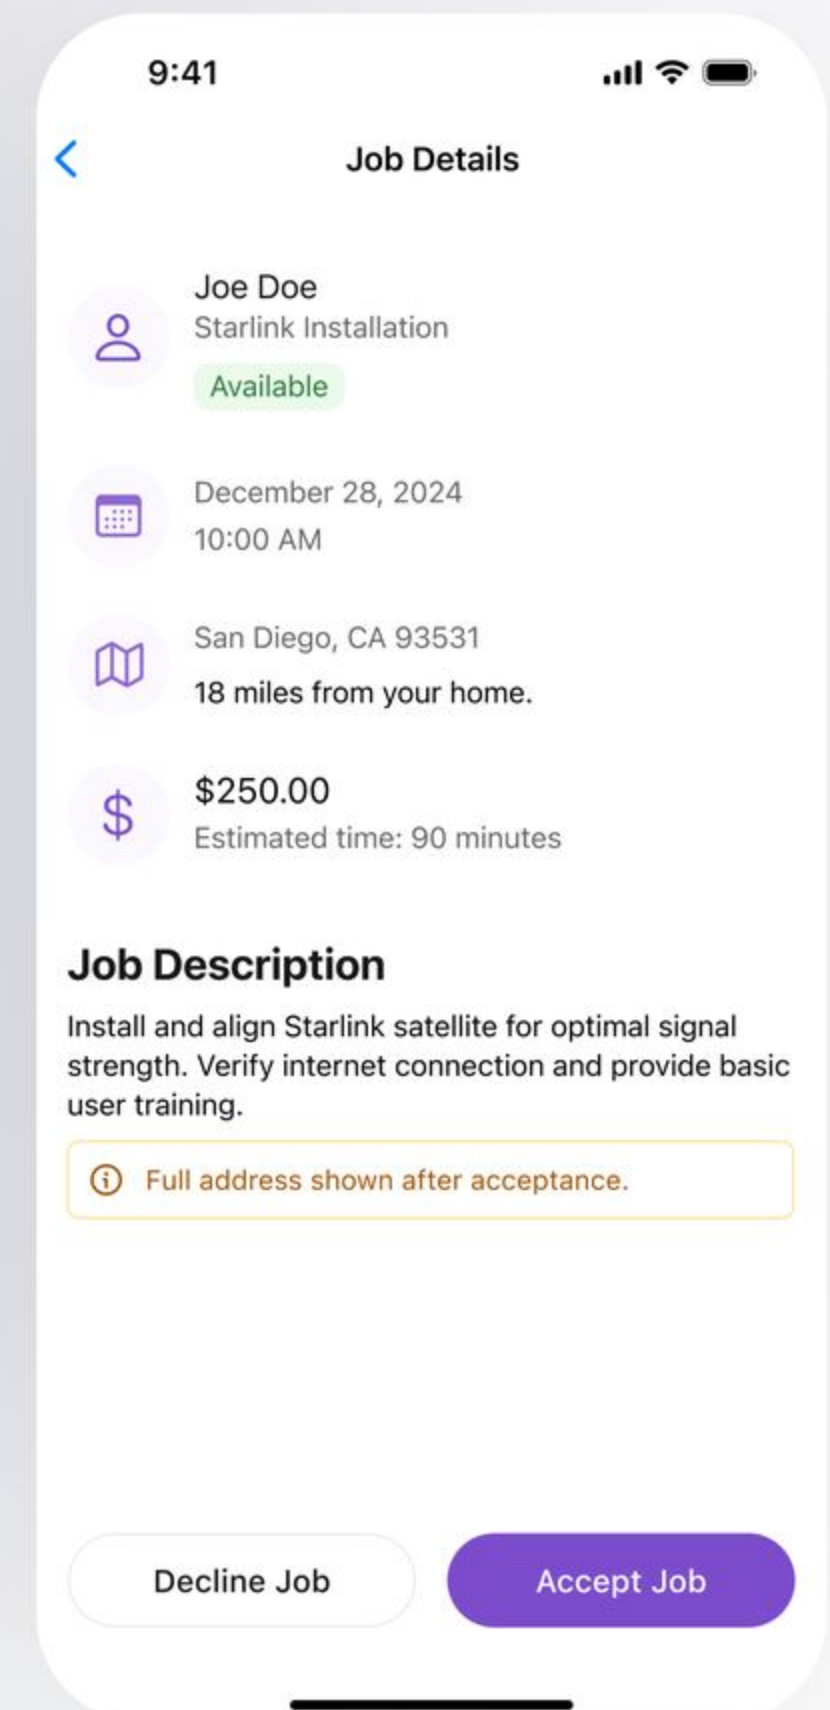 9:41
Job Details
Joe Doe
Starlink Installation
Available
December 28, 2024
10:00 AM
San Diego, CA 93531
18 miles from your home.
$250.00
Estimated time: 90 minutes
Job Description
Install and align Starlink satellite for optimal signal
strength. Verify internet connection and provide basic
user training.
Full address shown after acceptance.
Decline Job
Accept Job